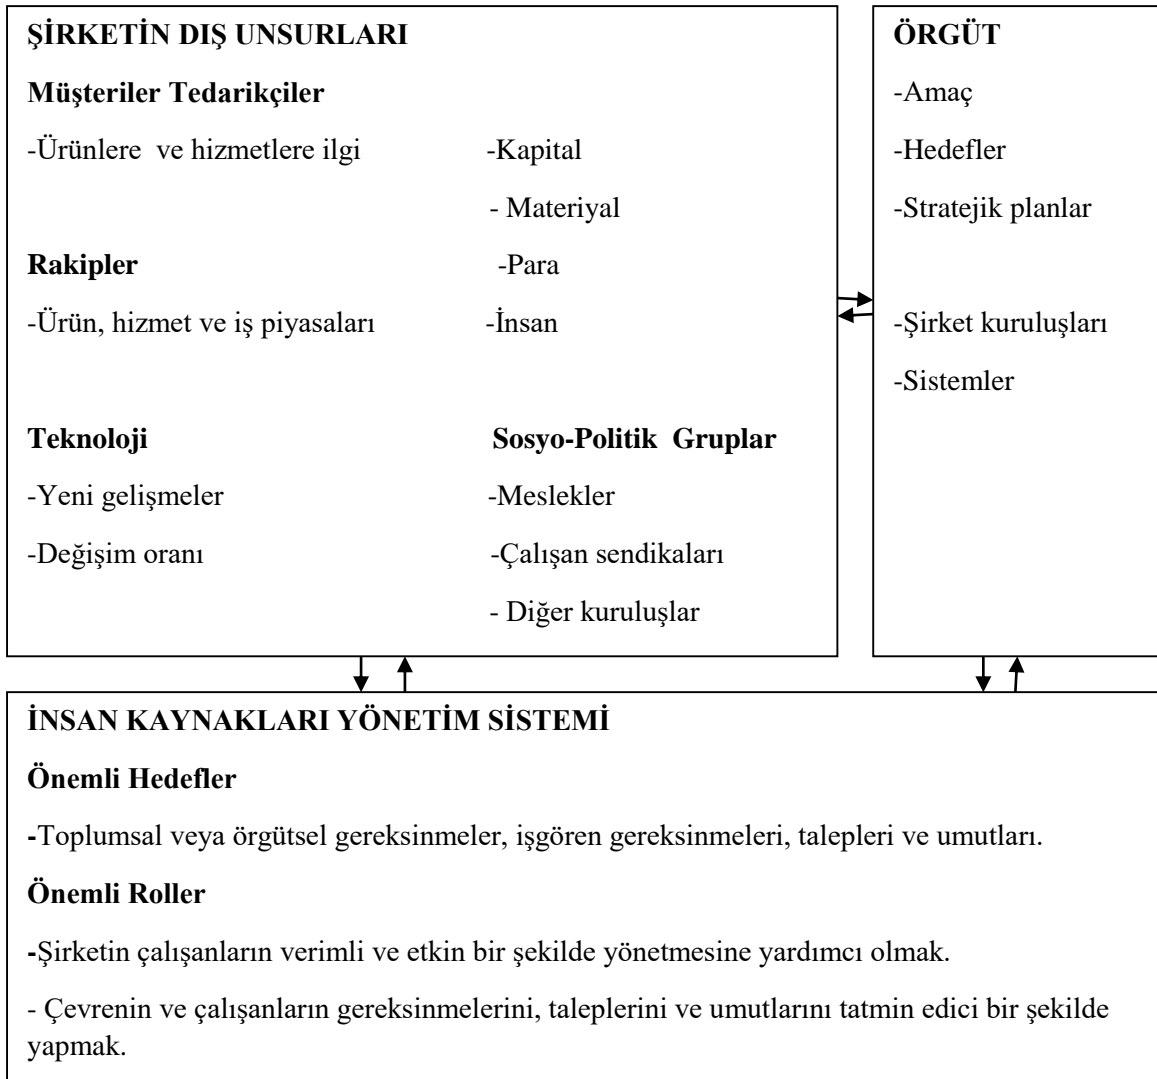 ŞİRKETİN DIŞ UNSURLARI
Müşteriler Tedarikçiler
-Ürünlere ve hizmetlere ilgi -Kapital
- Materiyal
Rakipler -Para
-Ürün, hizmet ve iş piyasaları -İnsan
Teknoloji Sosyo-Politik Gruplar
-Yeni gelişmeler -Meslekler
-Değişim oranı -Çalışan sendikaları
- Diğer kuruluşlar
ÖRGÜT
-Amaç
-Hedefler
-Stratejik planlar
-Şirket kuruluşları
-Sistemler
İNSAN KAYNAKLARI YÖNETİM SİSTEMİ
Önemli Hedefler
-Toplumsal veya örgütsel gereksinmeler, işgören gereksinmeleri, talepleri ve umutları.
Önemli Roller
-Şirketin çalışanların verimli ve etkin bir şekilde yönetmesine yardımcı olmak.
- Çevrenin ve çalışanların gereksinmelerini, taleplerini ve umutlarını tatmin edici bir şekilde
yapmak.